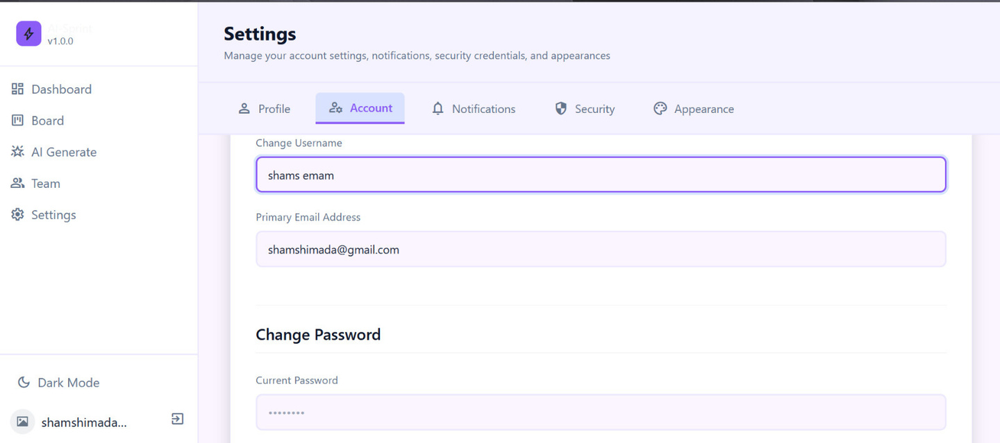 AI-Sprint
v1.0.0
Dashboard
Board
AI Generate
Team
Settings
Dark Mode
shamshimada...
Settings
Manage your account settings, notifications, security credentials, and appearances
Profile Account Notifications Security Appearance
Change Username
shams emam
Primary Email Address
shamshimada@gmail.com
Change Password
Current Password
••••••••